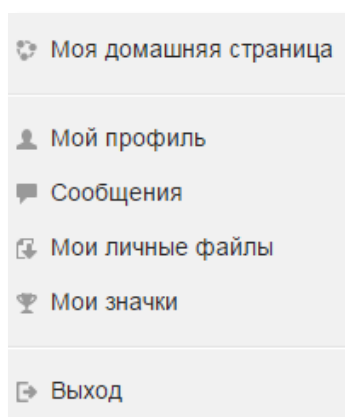 Моя домашняя страница
Мой профиль
Сообщения
Мои личные файлы
Мои значки
Выход